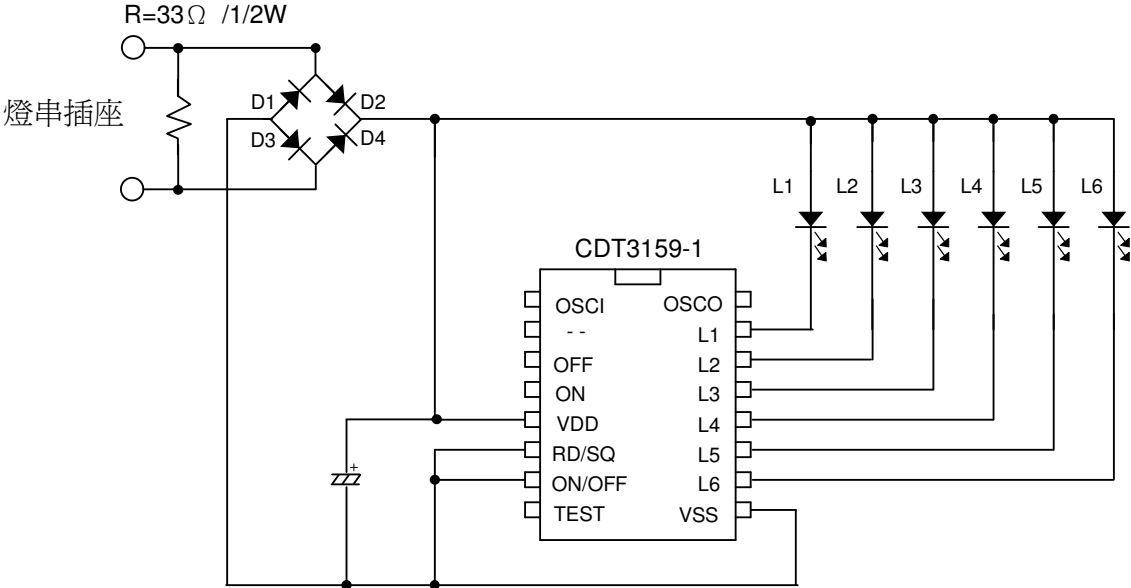 R=33Ω /1/2W
燈串插座
D1
D2
D3
D4
L1
L2
L3
L4
L5
L6
CDT3159-1
OSCI
OSCO
- -
L1
OFF
L2
ON
L3
VDD
L4
RD/SQ
L5
ON/OFF
L6
TEST
VSS
+